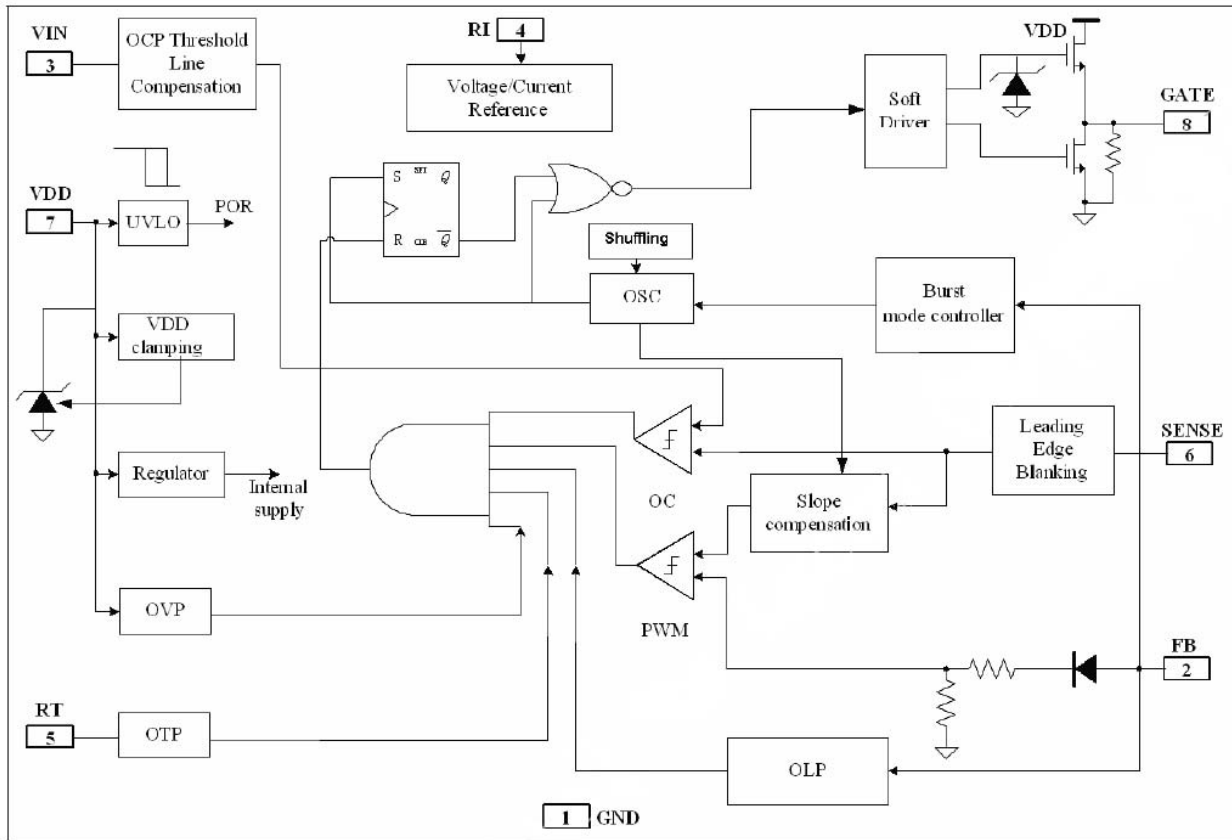 VIN
3
OCP Threshold
Line
Compensation
RI
4
Voltage/Current
Reference
VDD
Soft
Driver
GATE
8
VDD
7
UVLO
POR
S
SET
Q
R
Q
Shuffling
OSC
Burst
mode controller
VDD
clamping
Regulator
Internal
supply
OC
Slope
compensation
Leading
Edge
Blanking
SENSE
6
OVP
PWM
FB
2
RT
5
OTP
OLP
1
GND